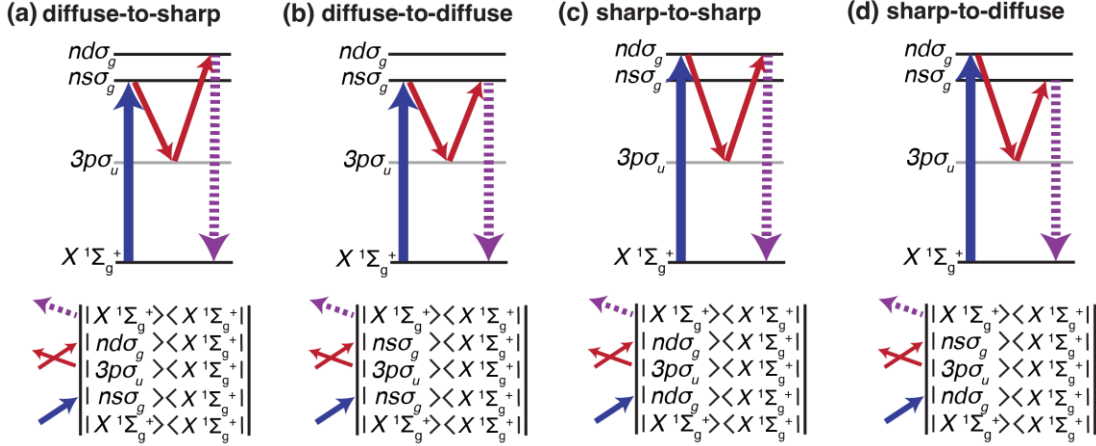 (a) diffuse-to-sharp
ndσg
nsσg
3pσu
X ¹Σg⁺
| X ¹Σg⁺><X ¹Σg⁺|
| ndσg><X ¹Σg⁺|
| 3pσu><X ¹Σg⁺|
| nsσg><X ¹Σg⁺|
| X ¹Σg⁺><X ¹Σg⁺|
(b) diffuse-to-diffuse
ndσg
nsσg
3pσu
X ¹Σg⁺
| X ¹Σg⁺><X ¹Σg⁺|
| nsσg><X ¹Σg⁺|
| 3pσu><X ¹Σg⁺|
| nsσg><X ¹Σg⁺|
| X ¹Σg⁺><X ¹Σg⁺|
(c) sharp-to-sharp
ndσg
nsσg
3pσu
X ¹Σg⁺
| X ¹Σg⁺><X ¹Σg⁺|
| ndσg><X ¹Σg⁺|
| 3pσu><X ¹Σg⁺|
| ndσg><X ¹Σg⁺|
| X ¹Σg⁺><X ¹Σg⁺|
(d) sharp-to-diffuse
ndσg
nsσg
3pσu
X ¹Σg⁺
| X ¹Σg⁺><X ¹Σg⁺|
| nsσg><X ¹Σg⁺|
| 3pσu><X ¹Σg⁺|
| ndσg><X ¹Σg⁺|
| X ¹Σg⁺><X ¹Σg⁺|